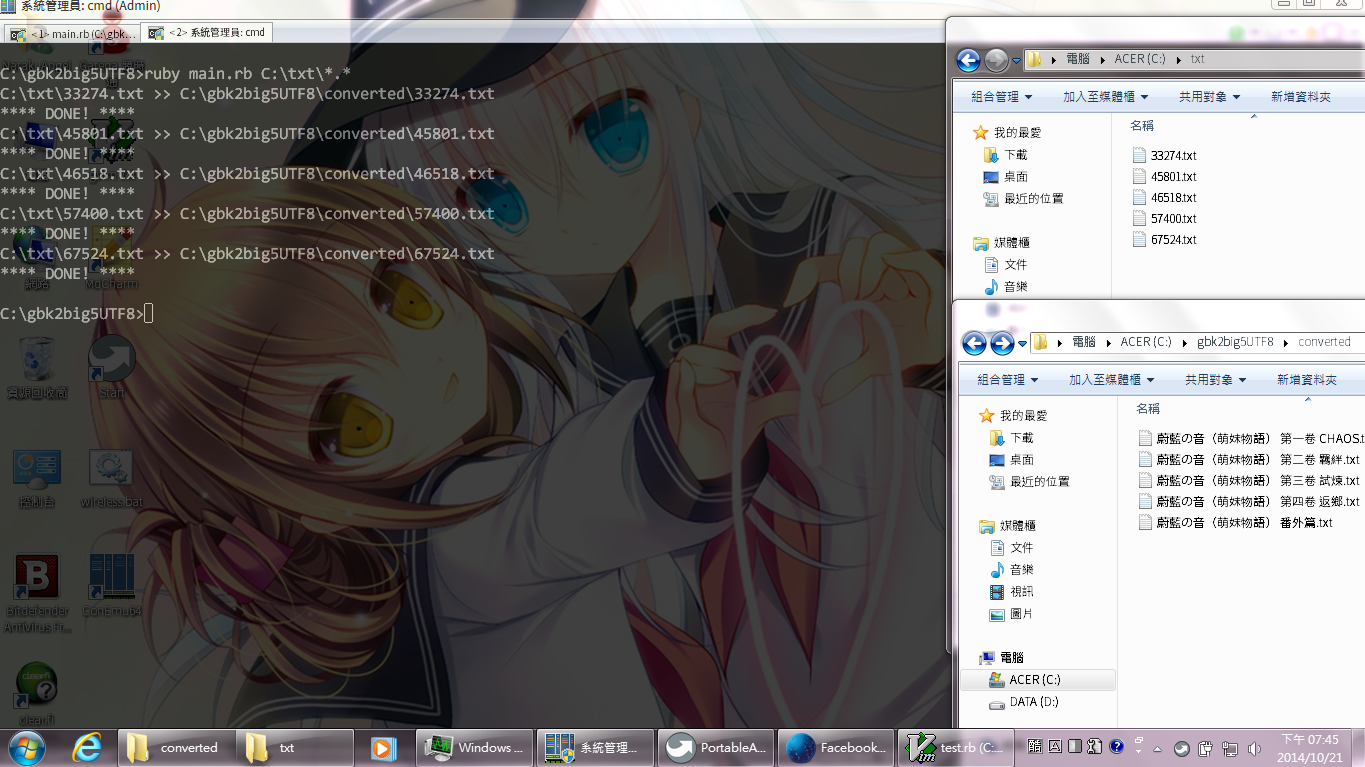 系統管理員: cmd (Admin)
<1> main.rb (C:\gbk...
<2> 系統管理員: cmd
C:\gbk2big5UTF8>ruby main.rb C:\txt\*.*
C:\txt\33274.txt >> C:\gbk2big5UTF8\converted\33274.txt
**** DONE! ****
C:\txt\45801.txt >> C:\gbk2big5UTF8\converted\45801.txt
**** DONE! ****
C:\txt\46518.txt >> C:\gbk2big5UTF8\converted\46518.txt
**** DONE! ****
C:\txt\57400.txt >> C:\gbk2big5UTF8\converted\57400.txt
**** DONE! ****
C:\txt\67524.txt >> C:\gbk2big5UTF8\converted\67524.txt
**** DONE! ****
C:\gbk2big5UTF8>
網路
MdCharm
資源回收筒
Start
控制台
wireless.bat
Bitdefender
Antivirus Fr...
ConEmu64
clear.fi
電腦 ACER (C:) txt
組合管理 加入至媒體櫃 共用對象 新增資料夾
我的最愛
下載
桌面
最近的位置
媒體櫃
文件
音樂
名稱
33274.txt
45801.txt
46518.txt
57400.txt
67524.txt
電腦 ACER (C:) gbk2big5UTF8 converted
組合管理 加入至媒體櫃 共用對象 新增資料夾
我的最愛
下載
桌面
最近的位置
媒體櫃
文件
音樂
視訊
圖片
電腦
ACER (C:)
DATA (D:)
名稱
蔚藍の音（萌妹物語） 第一卷 CHAOS.t
蔚藍の音（萌妹物語） 第二卷 羈絆.txt
蔚藍の音（萌妹物語） 第三卷 試煉.txt
蔚藍の音（萌妹物語） 第四卷 返鄉.txt
蔚藍の音（萌妹物語） 番外篇.txt
converted
txt
Windows ...
系統管理...
PortableA...
Facebook...
test.rb (C:...
下午 07:45
2014/10/21